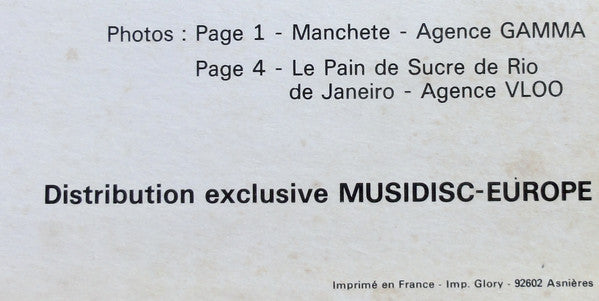 Photos : Page 1 - Manchete - Agence GAMMA
Page 4 - Le Pain de Sucre de Rio
de Janeiro - Agence VLOO
Distribution exclusive MUSIDISC-EUROPE
Imprimé en France - Imp. Glory - 92602 Asnières